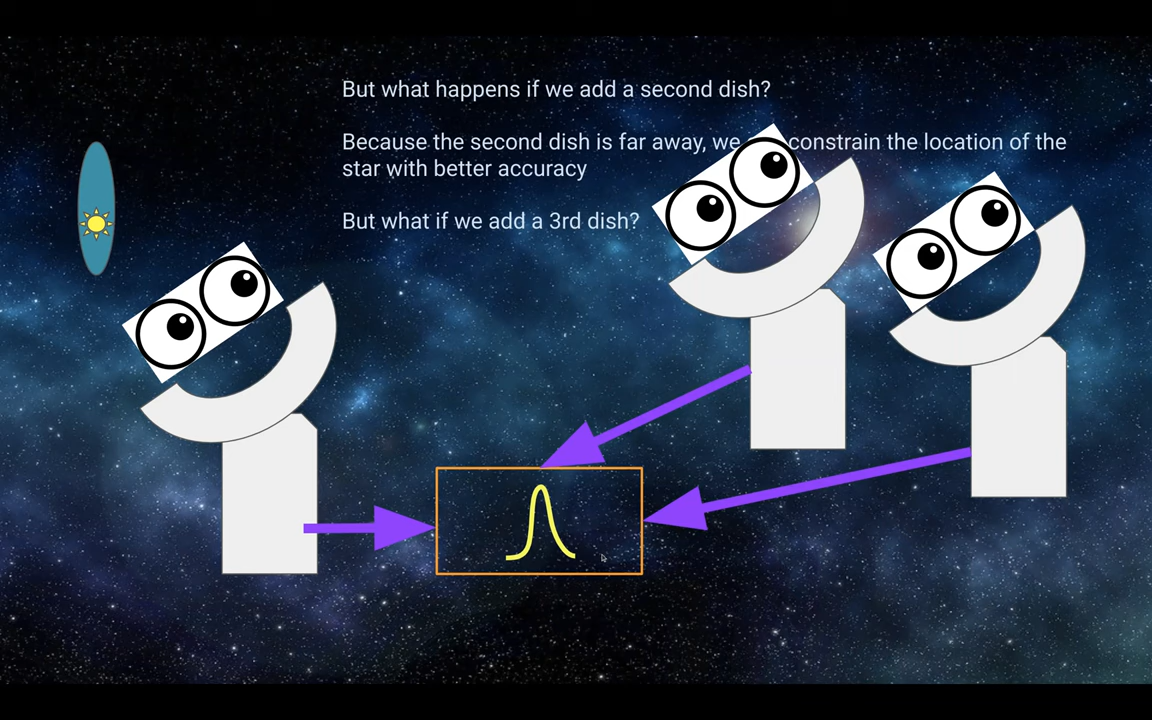 But what happens if we add a second dish?
Because the second dish is far away, we constrain the location of the
star with better accuracy
But what if we add a 3rd dish?